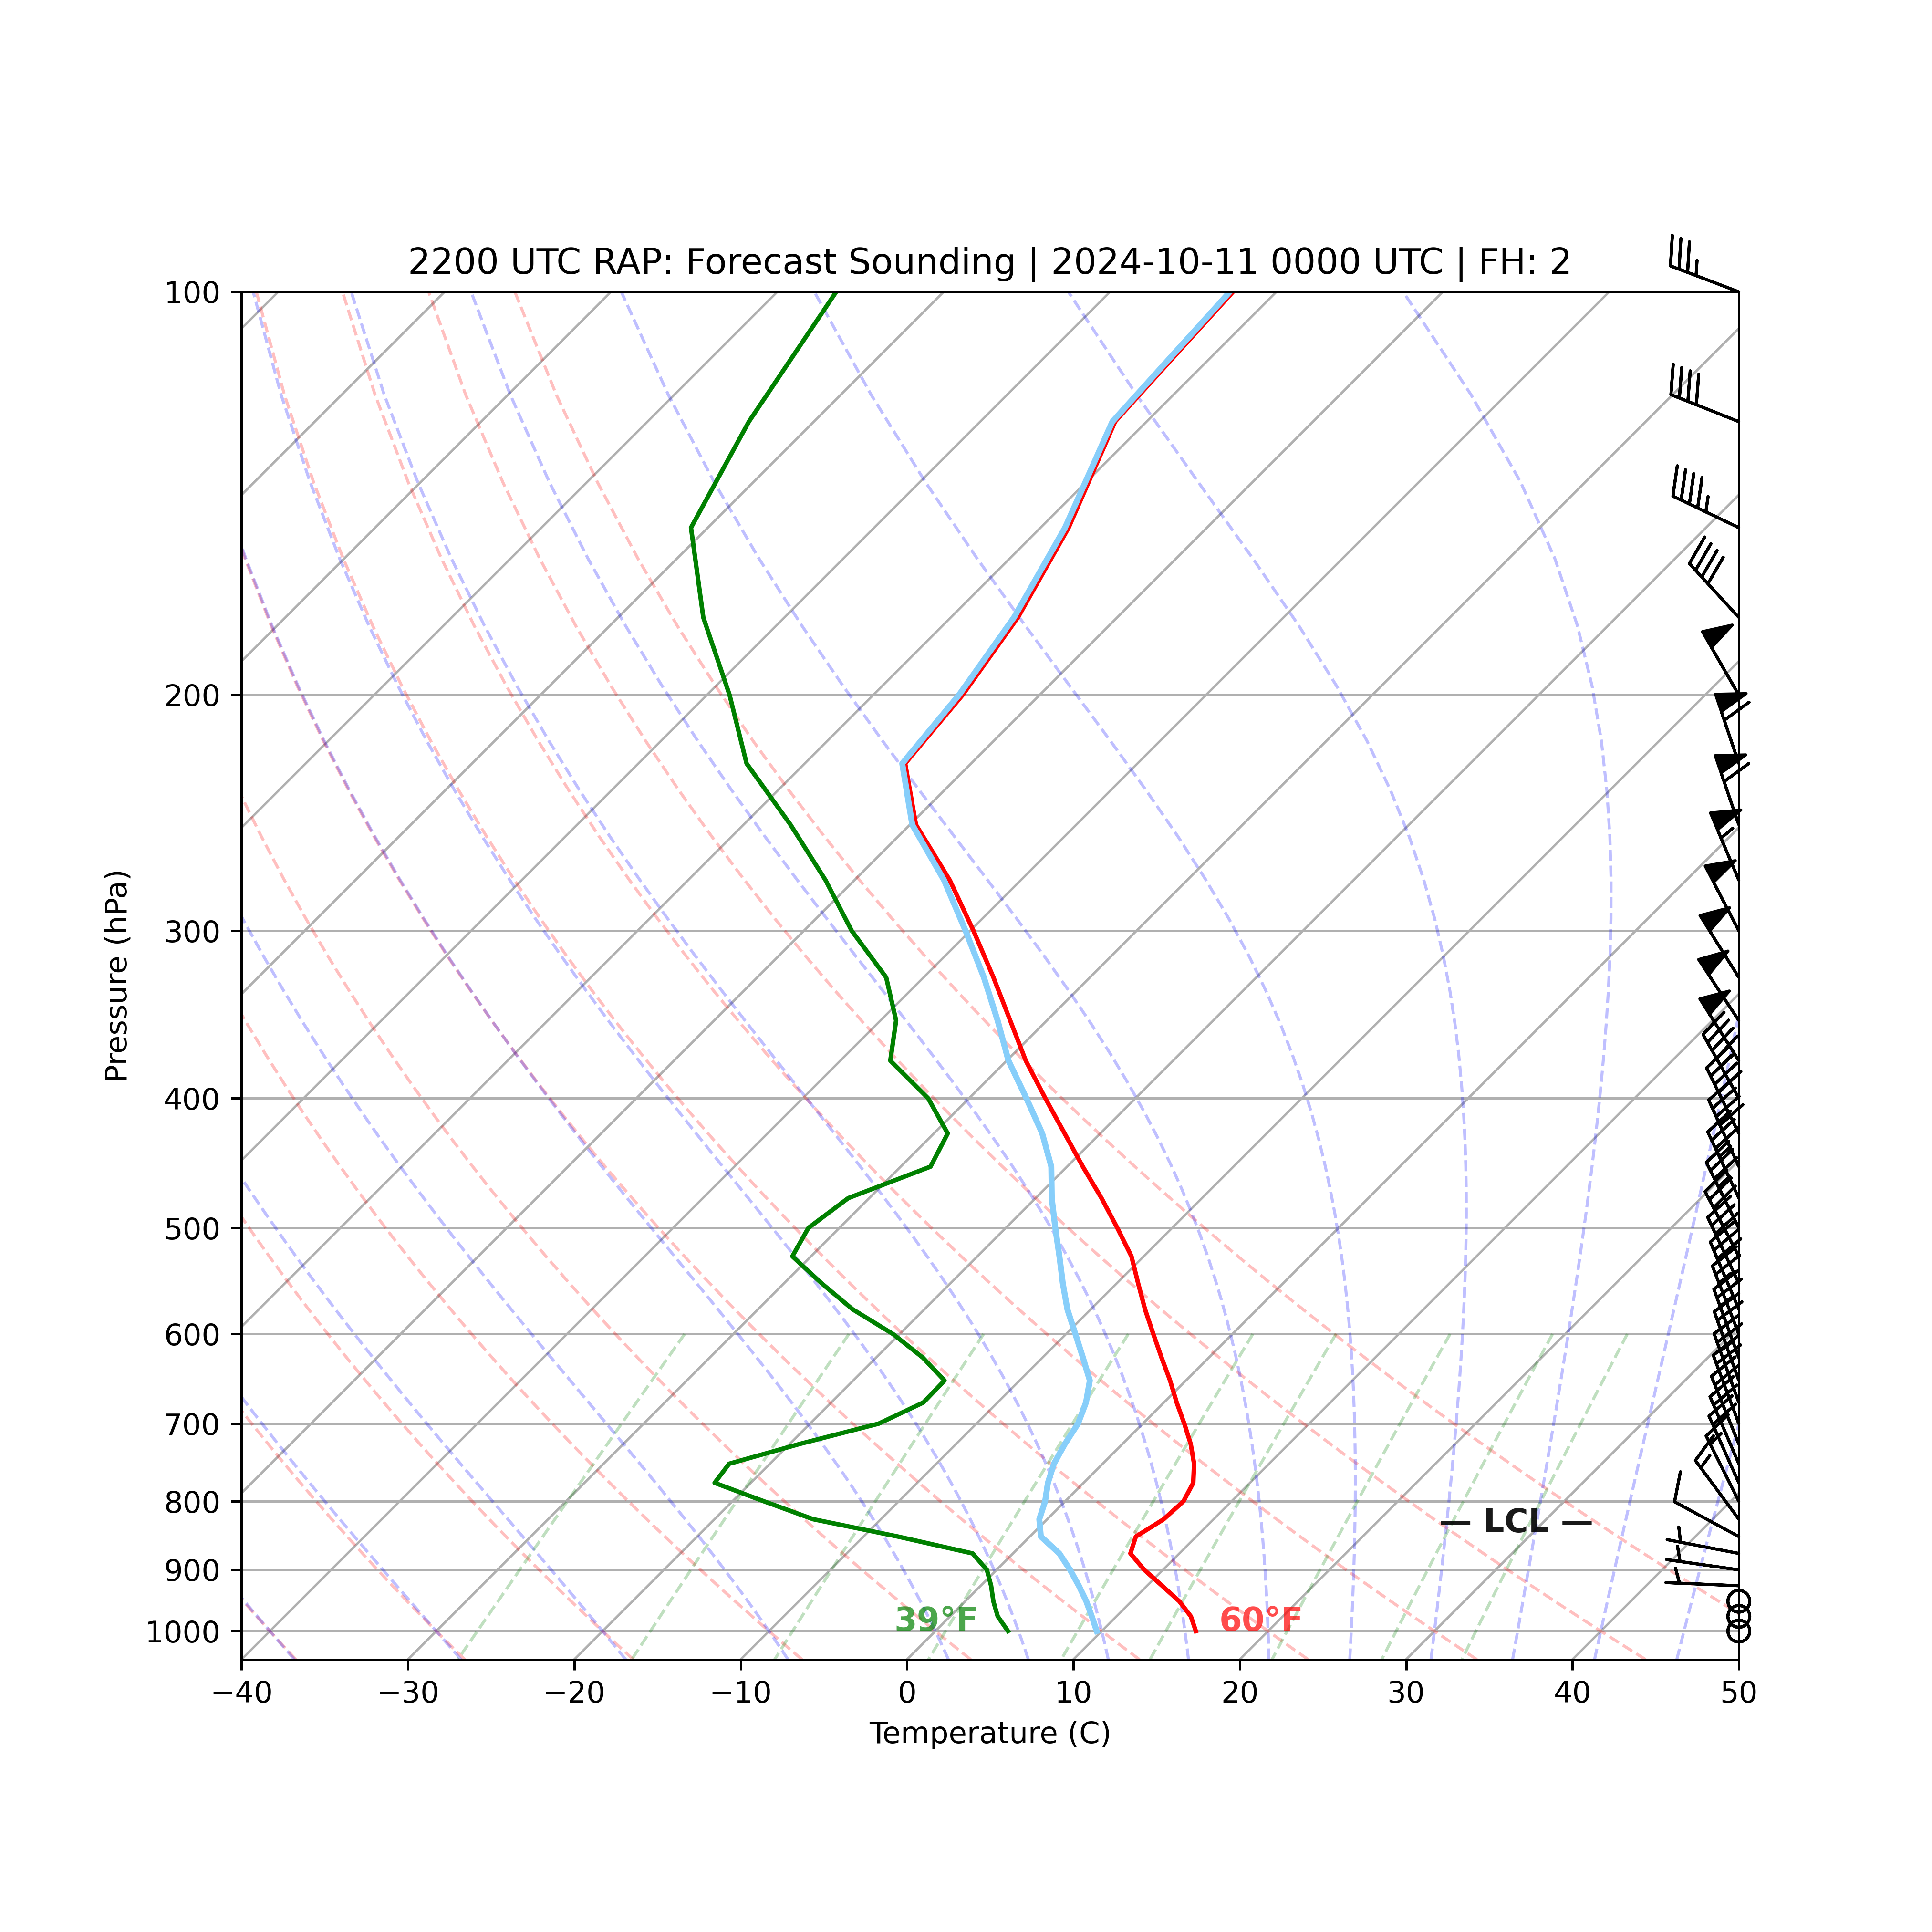 2200 UTC RAP: Forecast Sounding | 2024-10-11 0000 UTC | FH: 2
100
200
300
400
500
600
700
800
900
1000
Pressure (hPa)
— LCL —
39°F
60°F
−40 −30 −20 −10 0 10 20 30 40 50
Temperature (C)